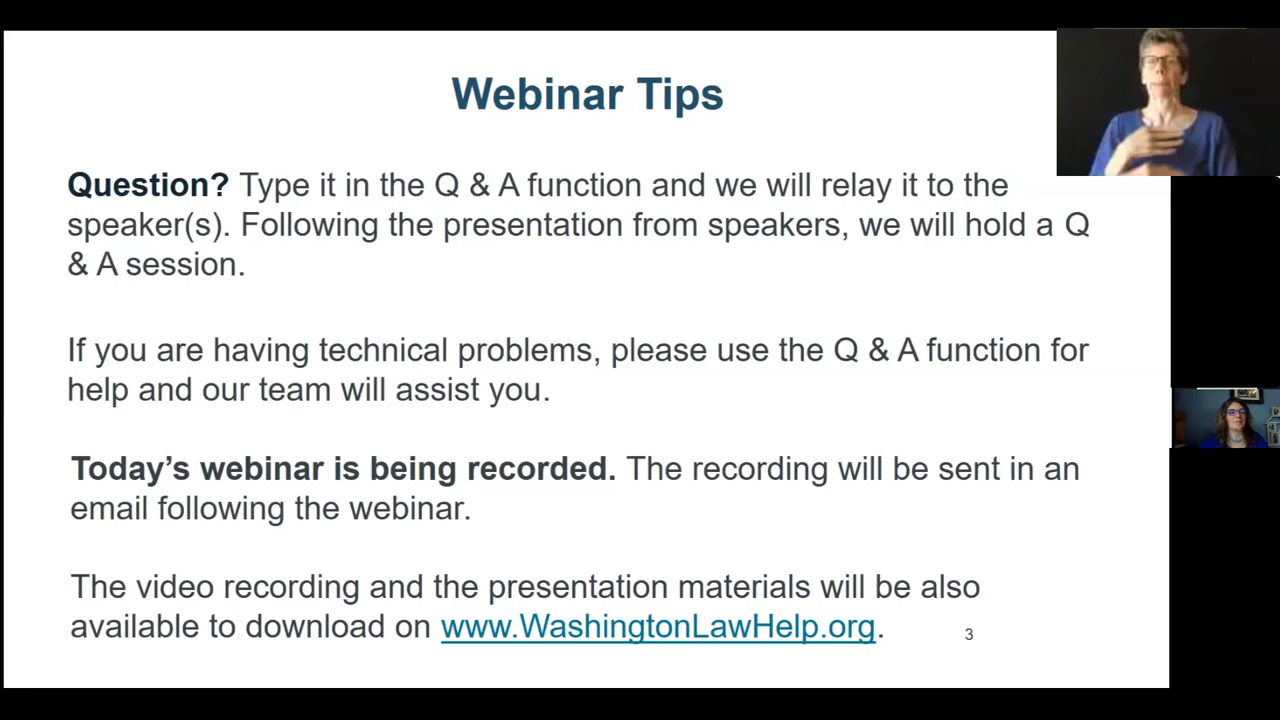 Webinar Tips
Question? Type it in the Q & A function and we will relay it to the
speaker(s). Following the presentation from speakers, we will hold a Q
& A session.
If you are having technical problems, please use the Q & A function for
help and our team will assist you.
Today’s webinar is being recorded. The recording will be sent in an
email following the webinar.
The video recording and the presentation materials will be also
available to download on www.WashingtonLawHelp.org.
3